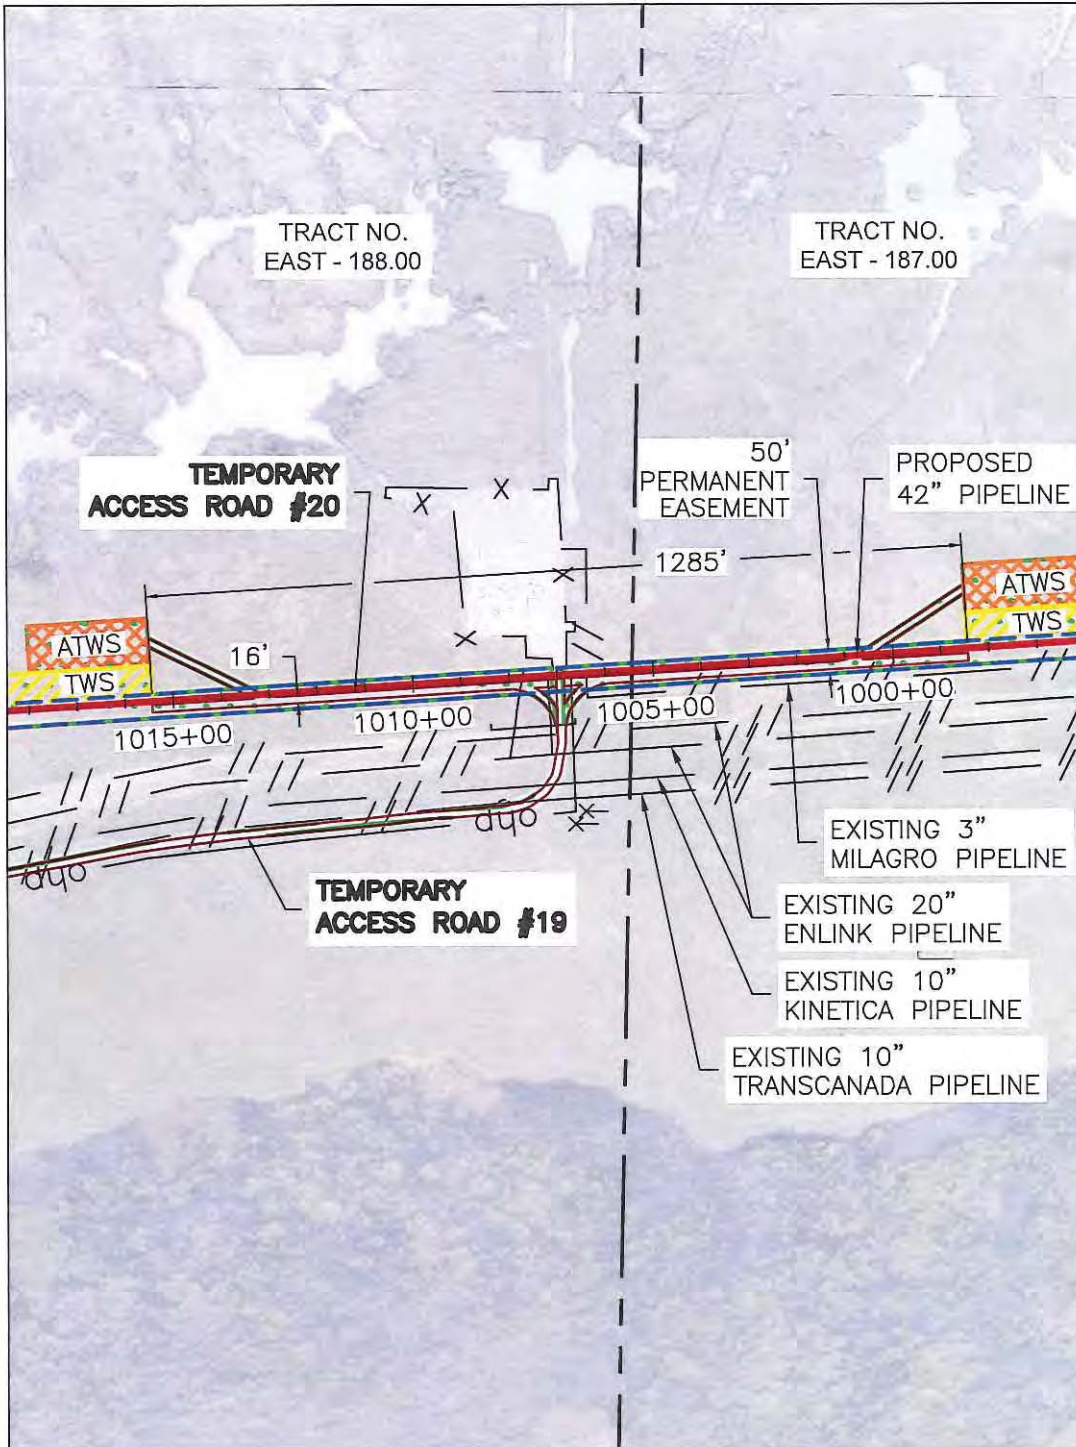 TRACT NO.
EAST - 188.00
TRACT NO.
EAST - 187.00
TEMPORARY
ACCESS ROAD #20
50'
PERMANENT
EASEMENT
PROPOSED
42" PIPELINE
1285'
ATWS
TWS
16'
ATWS
TWS
1015+00
1010+00
1005+00
1000+00
dyo
dyo
TEMPORARY
ACCESS ROAD #19
EXISTING 3"
MILAGRO PIPELINE
EXISTING 20"
ENLINK PIPELINE
EXISTING 10"
KINETICA PIPELINE
EXISTING 10"
TRANSCANADA PIPELINE